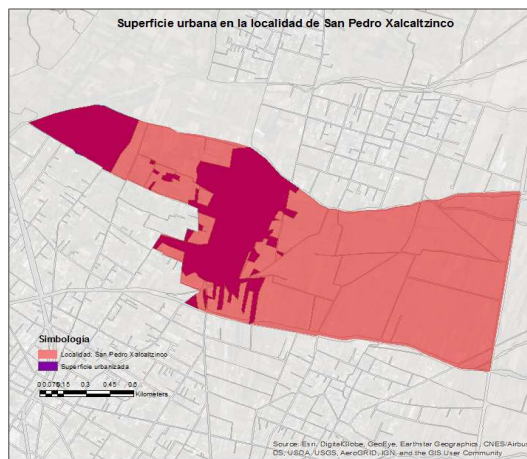 Superficie urbana en la localidad de San Pedro Xalcaltzinco
Simbología
Localidad: San Pedro Xalcaltzinco
Superficie urbanizada
0 0.075 0.15 0.3 0.45 0.6
Kilometers
Source: Esri, DigitalGlobe, GeoEye, Earthstar Geographics, CNES/Airbus
DS, USDA, USGS, AeroGRID, IGN, and the GIS User Community